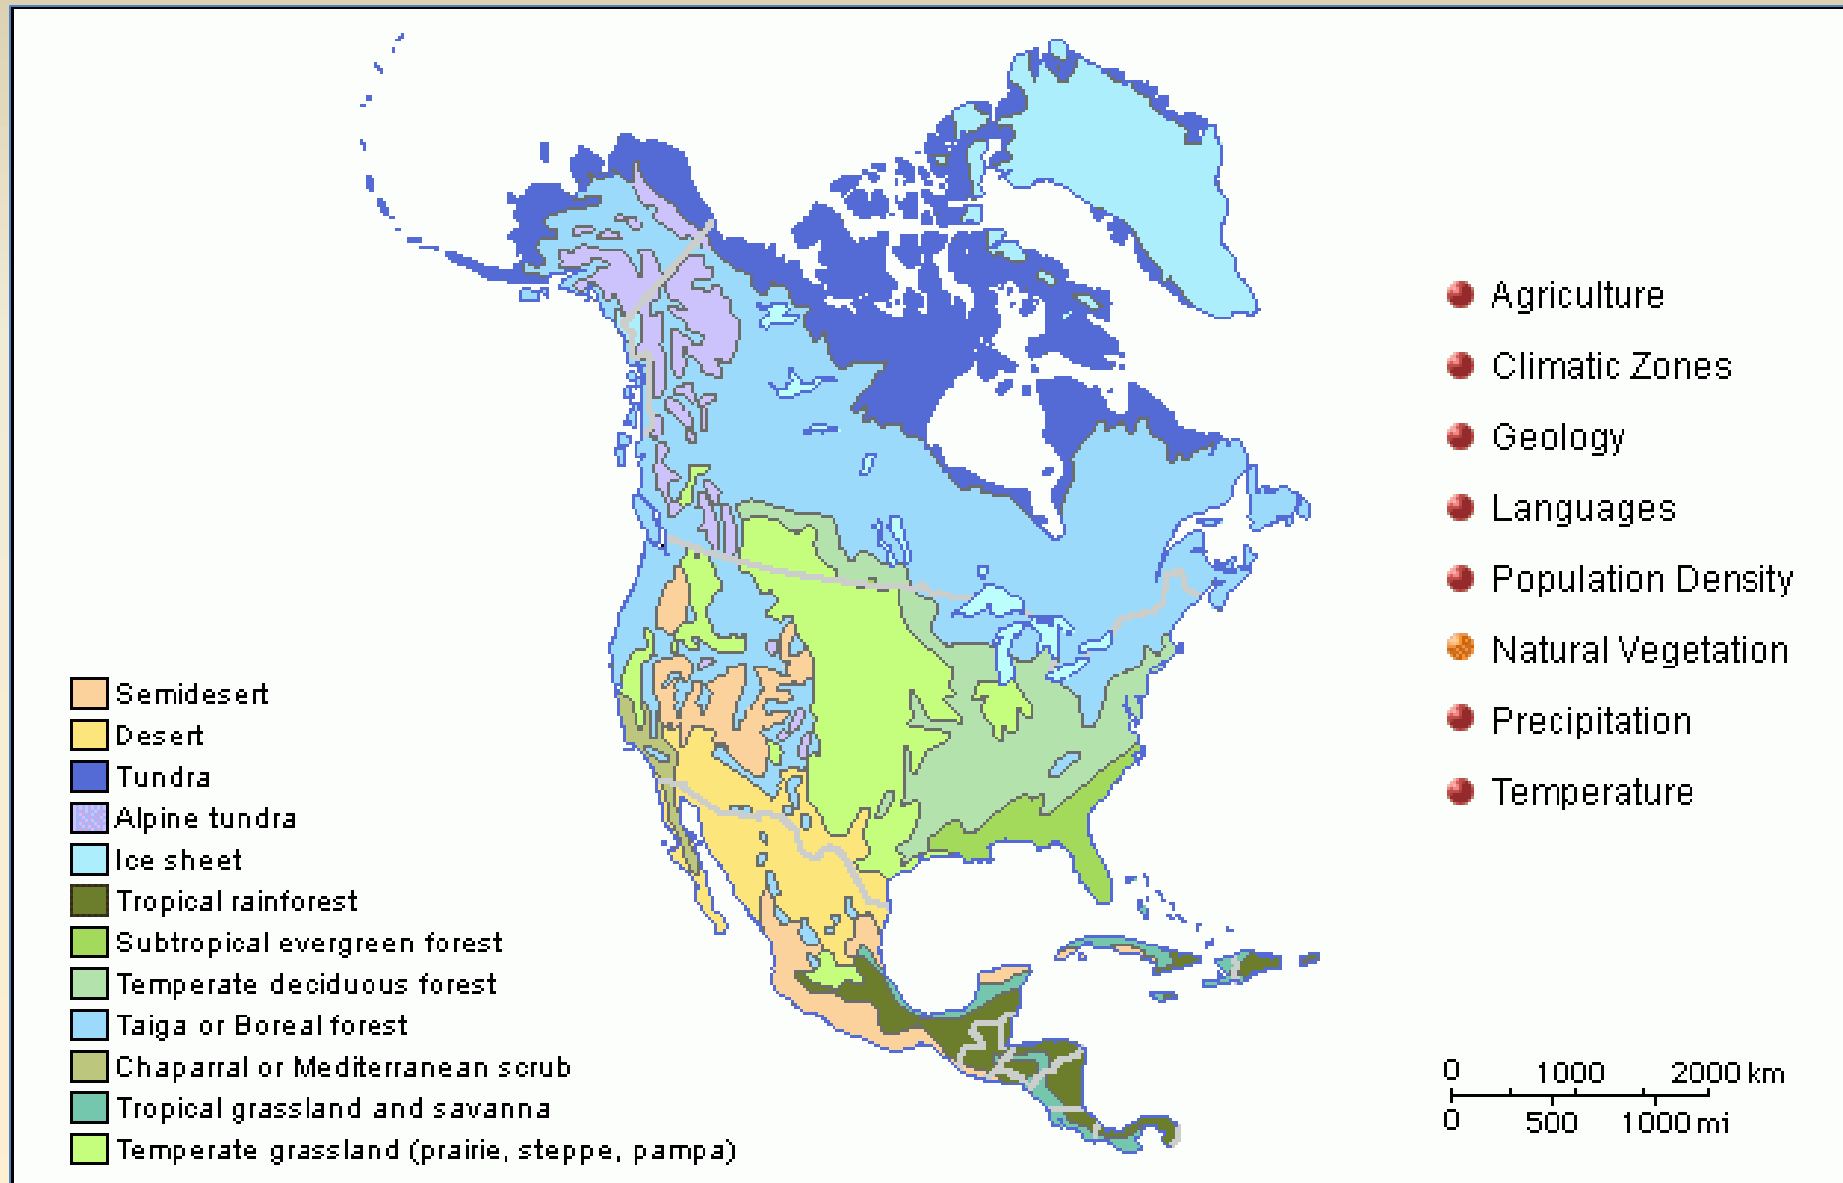 Agriculture
Climatic Zones
Geology
Languages
Population Density
Natural Vegetation
Precipitation
Temperature
Semidesert
Desert
Tundra
Alpine tundra
Ice sheet
Tropical rainforest
Subtropical evergreen forest
Temperate deciduous forest
Taiga or Boreal forest
Chaparral or Mediterranean scrub
Tropical grassland and savanna
Temperate grassland (prairie, steppe, pampa)
0 1000 2000 km
0 500 1000 mi